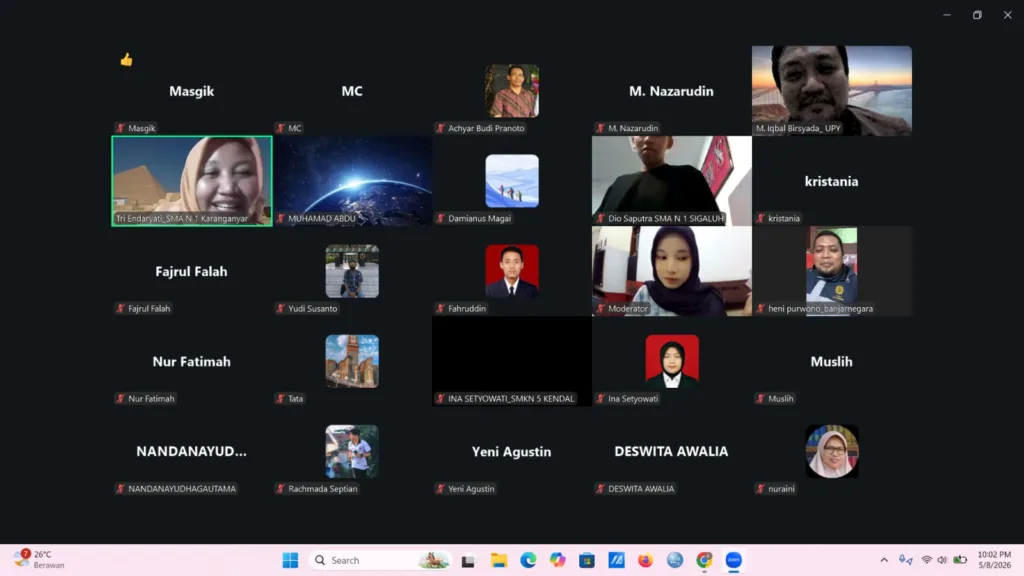 Masgik
MC
M. Nazarudin
Masgik
MC
Achyar Budi Pranoto
M. Nazarudin
M. Iqbal Birsyada_ UPY
kristania
Tri Endaryati_SMA N 1 Karanganyar
MUHAMAD ABDU
Damianus Magai
Dio Saputra SMA N 1 SIGALUH
kristania
Fajrul Falah
Fajrul Falah
Yudi Susanto
Fahruddin
Moderator
heni purwono_banjarnegara
Nur Fatimah
Muslih
Nur Fatimah
Tata
INA SETYOWATI_SMKN 5 KENDAL
Ina Setyowati
Muslih
NANDANAYUD...
Yeni Agustin
DESWITA AWALIA
NANDANAYUDHAGAUTAMA
Rachmada Septian
Yeni Agustin
DESWITA AWALIA
nuraini
7
26°C
Berawan
Search
zoom
10:02 PM
5/8/2026